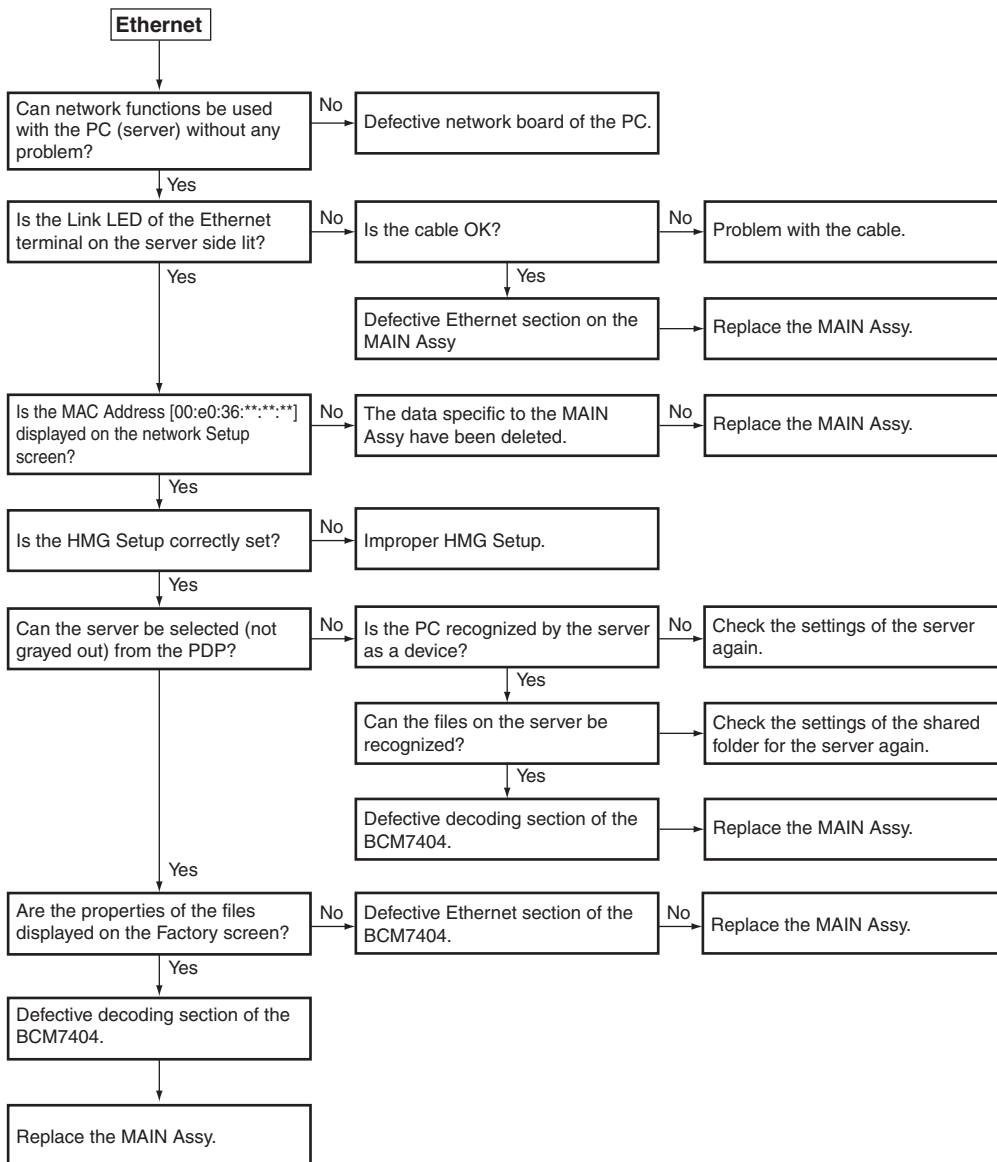 Ethernet
Can network functions be used
with the PC (server) without any
problem?
No
Defective network board of the PC.
Yes
Is the Link LED of the Ethernet
terminal on the server side lit?
No
Is the cable OK?
No
Problem with the cable.
Yes
Yes
Defective Ethernet section on the
MAIN Assy
Replace the MAIN Assy.
Is the MAC Address [00:e0:36:**:**:**]
displayed on the network Setup
screen?
No
The data specific to the MAIN
Assy have been deleted.
No
Replace the MAIN Assy.
Yes
Is the HMG Setup correctly set?
No
Improper HMG Setup.
Yes
Can the server be selected (not
grayed out) from the PDP?
No
Is the PC recognized by the server
as a device?
No
Check the settings of the server
again.
Yes
Can the files on the server be
recognized?
Check the settings of the shared
folder for the server again.
Yes
Defective decoding section of the
BCM7404.
Replace the MAIN Assy.
Yes
Are the properties of the files
displayed on the Factory screen?
No
Defective Ethernet section of the
BCM7404.
No
Replace the MAIN Assy.
Yes
Defective decoding section of the
BCM7404.
Replace the MAIN Assy.